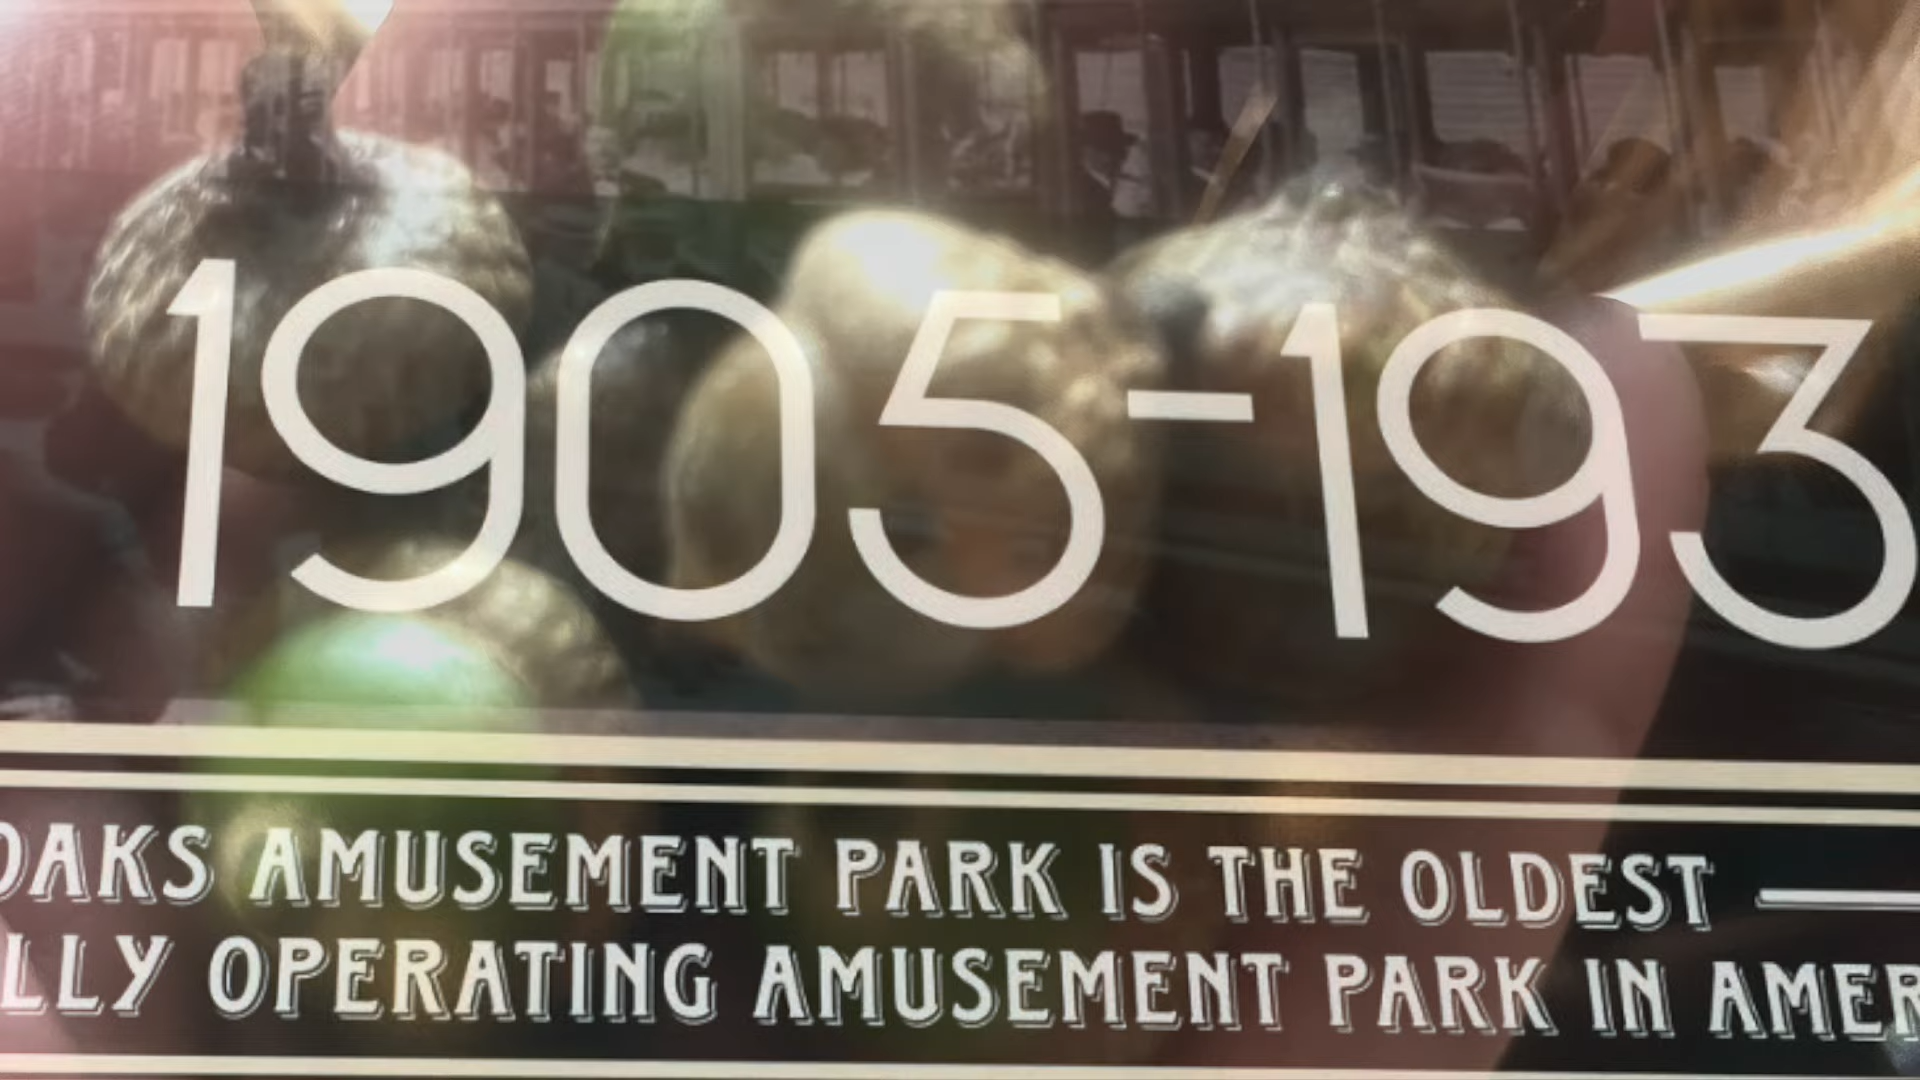 1905-193
OAKS AMUSEMENT PARK IS THE OLDEST —
LLY OPERATING AMUSEMENT PARK IN AMER